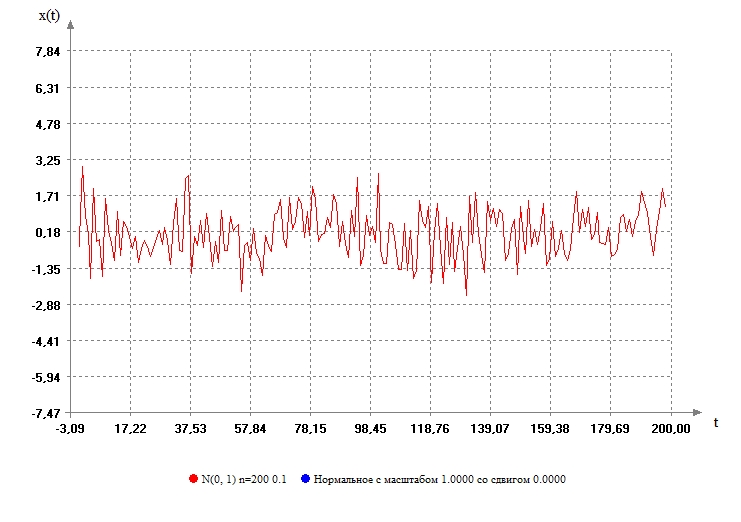 x(t)
7,84
6,31
4,78
3,25
1,71
0,18
-1,35
-2,88
-4,41
-5,94
-7,47
-3,09 17,22 37,53 57,84 78,15 98,45 118,76 139,07 159,38 179,69 200,00
t
N(0, 1) n=200 0.1 Нормальное с масштабом 1.0000 со сдвигом 0.0000